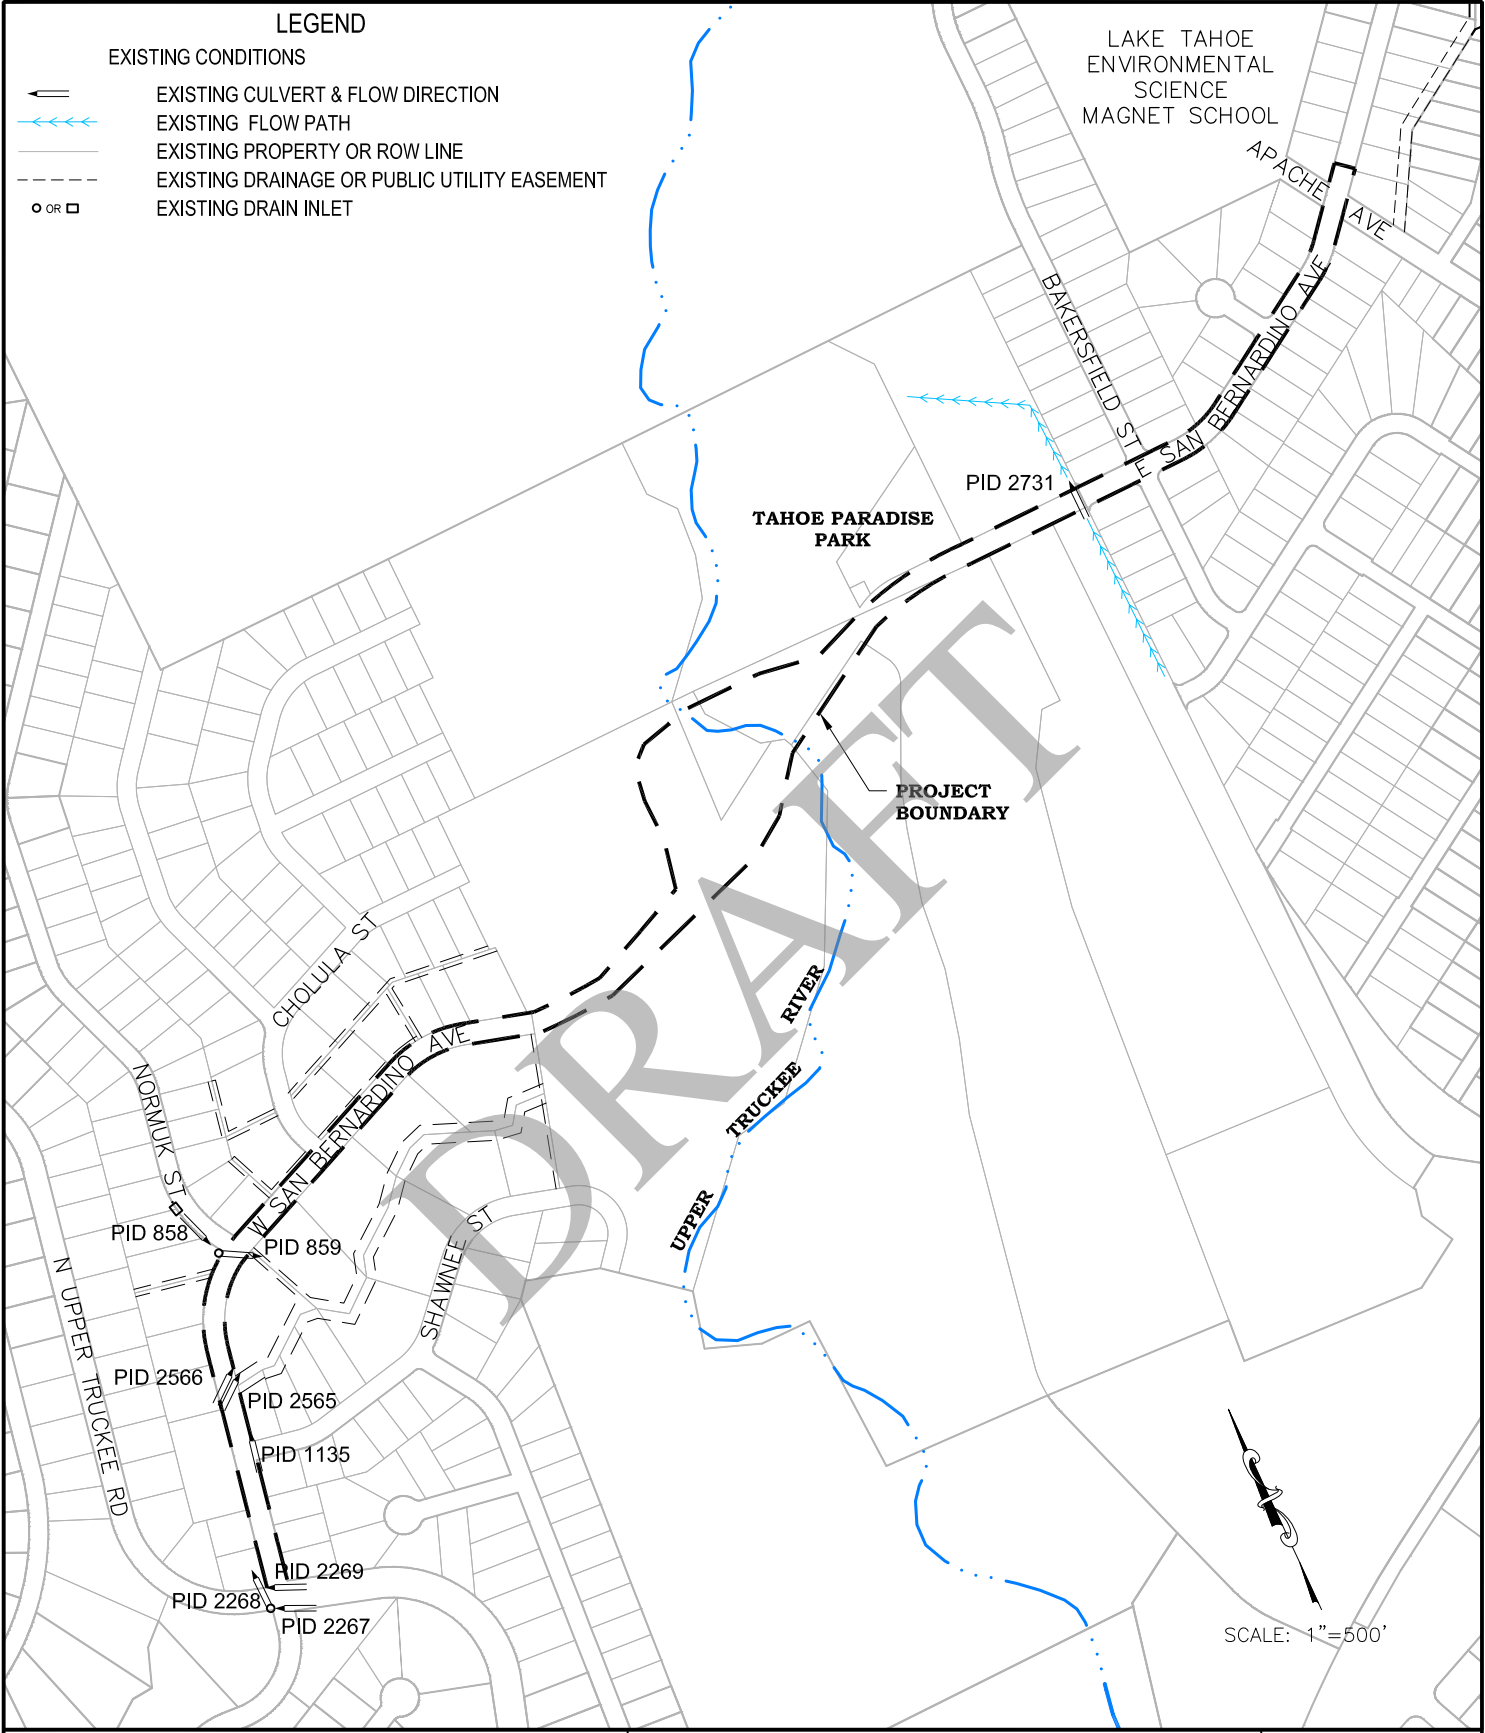 LEGEND
EXISTING CONDITIONS
EXISTING CULVERT & FLOW DIRECTION
EXISTING FLOW PATH
EXISTING PROPERTY OR ROW LINE
EXISTING DRAINAGE OR PUBLIC UTILITY EASEMENT
OR
EXISTING DRAIN INLET
LAKE TAHOE
ENVIRONMENTAL
SCIENCE
MAGNET SCHOOL
APACHE AVE
BAKERSFIELD ST
E SAN BERNARDINO AVE
PID 2731
TAHOE PARADISE
PARK
PROJECT
BOUNDARY
DRAFT
CHOLULA ST
W SAN BERNARDINO AVE
NORMUK ST
UPPER TRUCKEE RIVER
PID 858
PID 859
SHAWNEE ST
N UPPER TRUCKEE RD
PID 2566
PID 2565
PID 1135
PID 2269
PID 2268
PID 2267
SCALE: 1"=500'